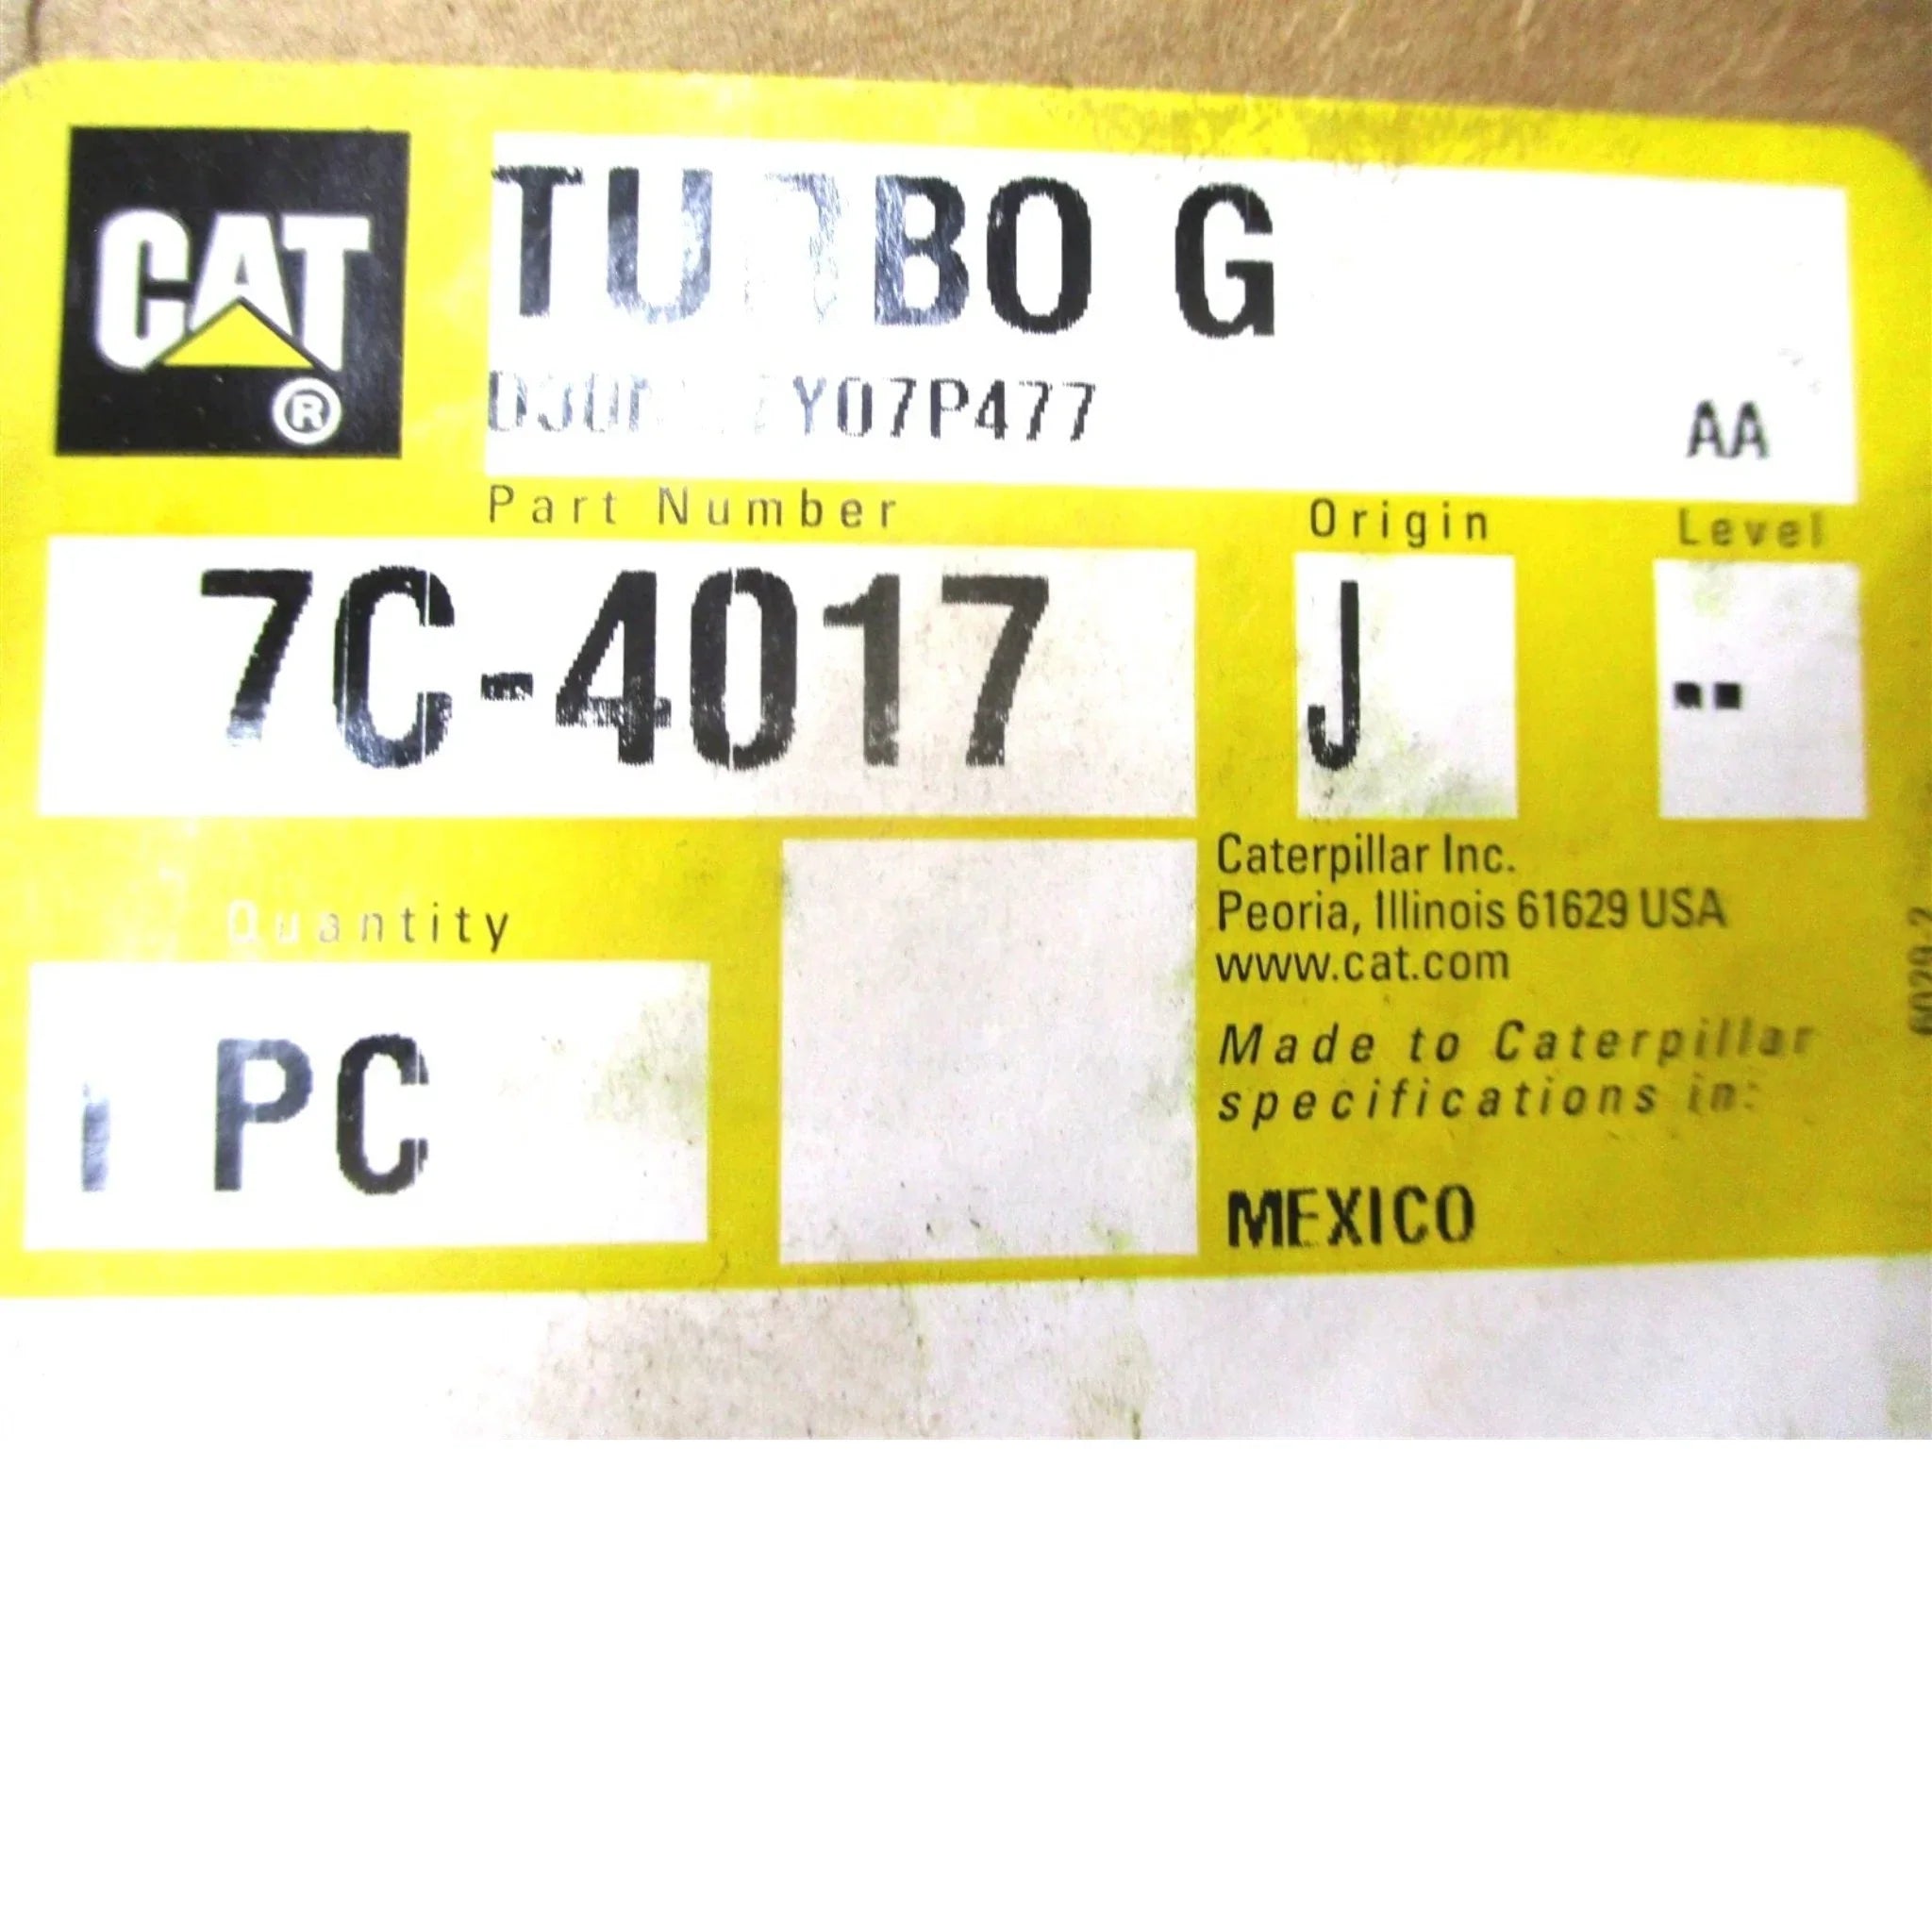 CAT
®
TURBO G
AA
Part Number
Origin
Level
7C-4017
J
--
Caterpillar Inc.
Peoria, Illinois 61629 USA
www.cat.com
Quantity
Made to Caterpillar
specifications in:
1 PC
MEXICO